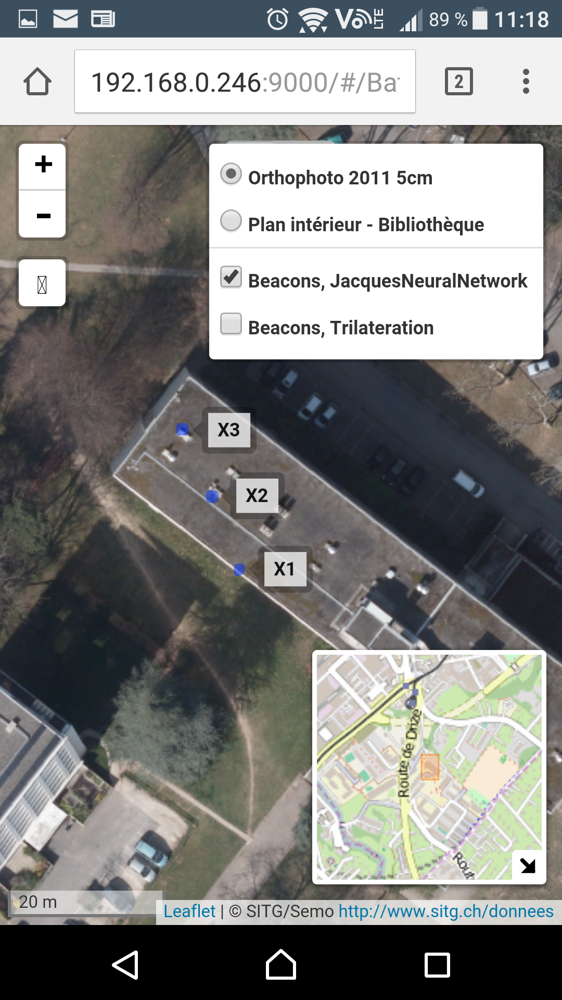 Vo LTE 89 % 11:18
192.168.0.246:9000/#/Ba
2
+
Orthophoto 2011 5cm
-
Plan intérieur - Bibliothèque
Beacons, JacquesNeuralNetwork
Beacons, Trilateration
X3
X2
X1
Route de Drize
Rout
20 m
Leaflet | © SITG/Semo http://www.sitg.ch/donnees